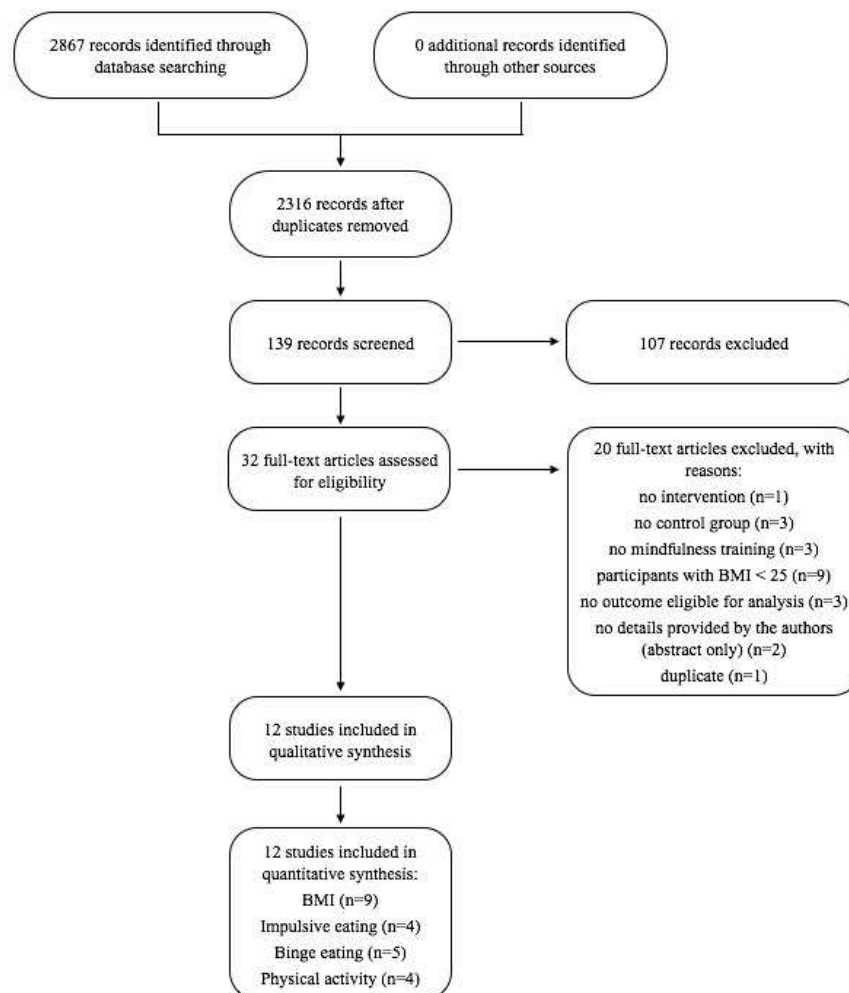 2867 records identified through
database searching
0 additional records identified
through other sources
2316 records after
duplicates removed
139 records screened
107 records excluded
32 full-text articles assessed
for eligibility
20 full-text articles excluded, with
reasons:
no intervention (n=1)
no control group (n=3)
no mindfulness training (n=3)
participants with BMI < 25 (n=9)
no outcome eligible for analysis (n=3)
no details provided by the authors
(abstract only) (n=2)
duplicate (n=1)
12 studies included in
qualitative synthesis
12 studies included in
quantitative synthesis:
BMI (n=9)
Impulsive eating (n=4)
Binge eating (n=5)
Physical activity (n=4)